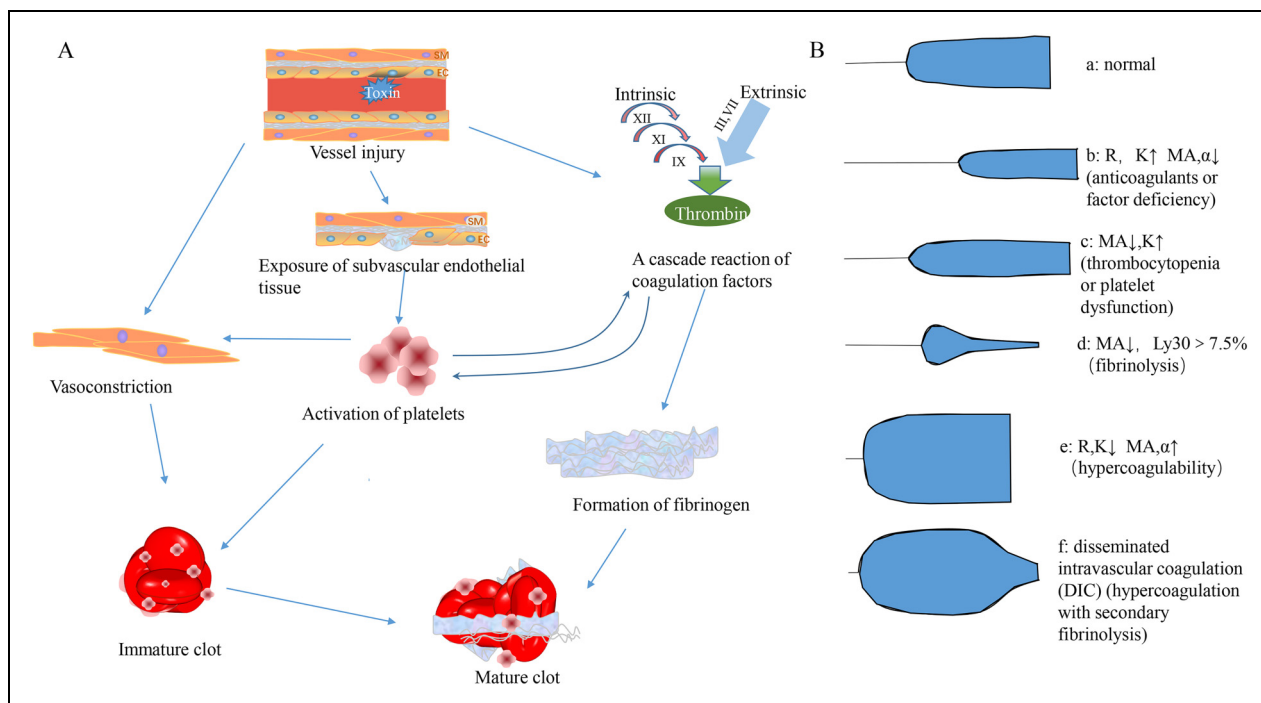 A
SM
EC
Toxin
Vessel injury
SM
EC
Exposure of subvascular endothelial
tissue
Intrinsic
Extrinsic
XII
XI
IX
III, VII
Thrombin
A cascade reaction of
coagulation factors
Vasoconstriction
Activation of platelets
Formation of fibrinogen
Immature clot
Mature clot
B
a: normal
b: R, K↑ MA,α↓
(anticoagulants or
factor deficiency)
c: MA↓,K↑
(thrombocytopenia
or platelet
dysfunction)
d: MA↓, Ly30 > 7.5%
(fibrinolysis)
e: R,K↓ MA,α↑
(hypercoagulability)
f: disseminated
intravascular coagulation
(DIC) (hypercoagulation
with secondary
fibrinolysis)